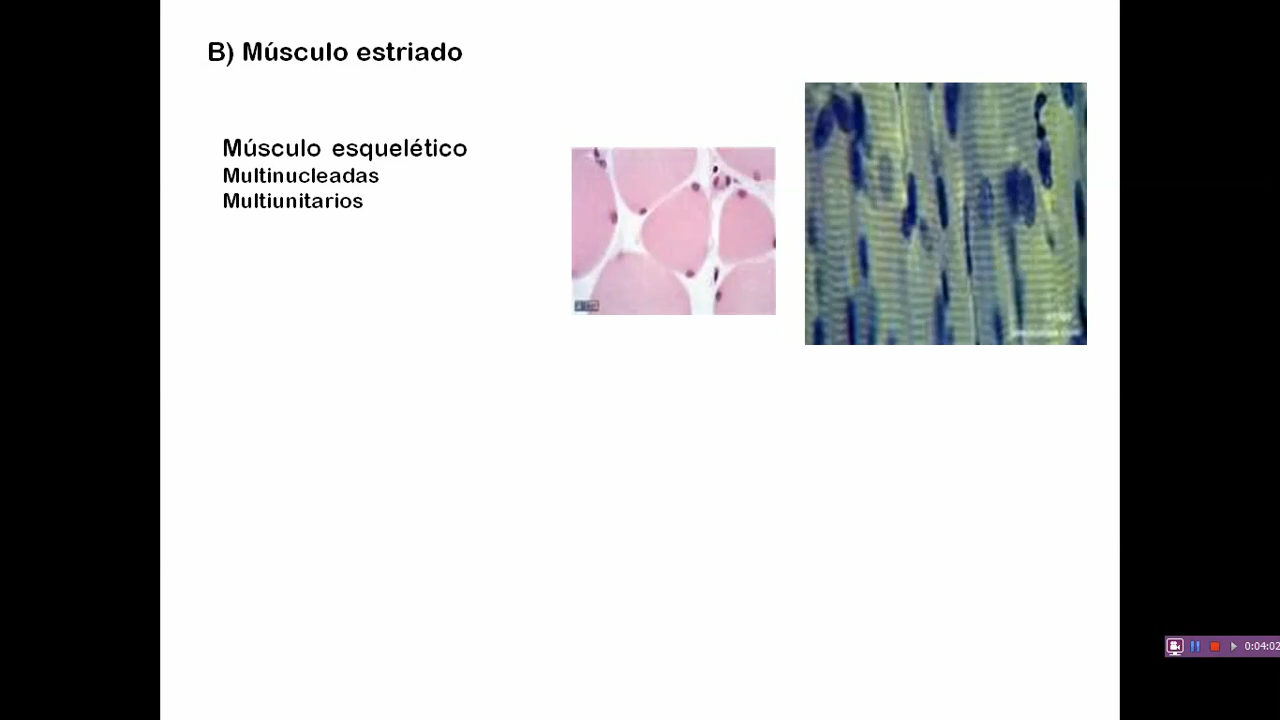 B) Músculo estriado
Músculo esquelético
Multinucleadas
Multiunitarios
0:04:02